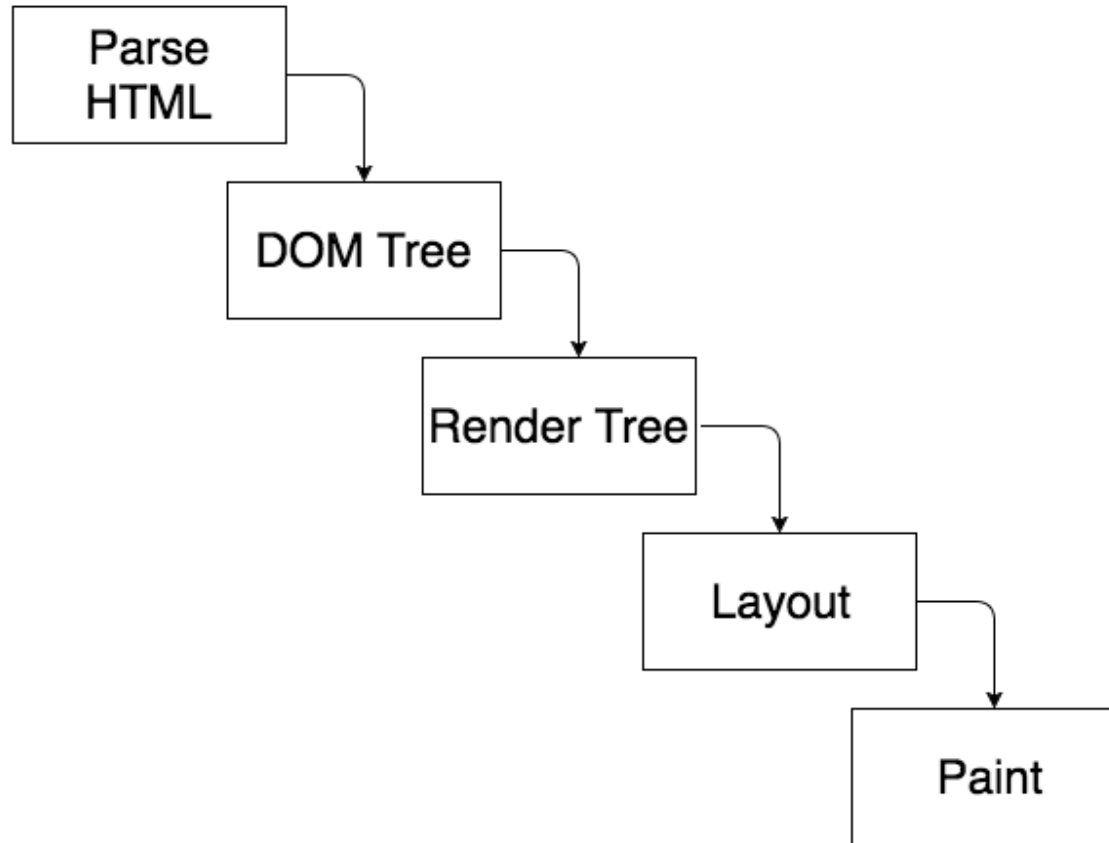 Parse
HTML
DOM Tree
Render Tree
Layout
Paint